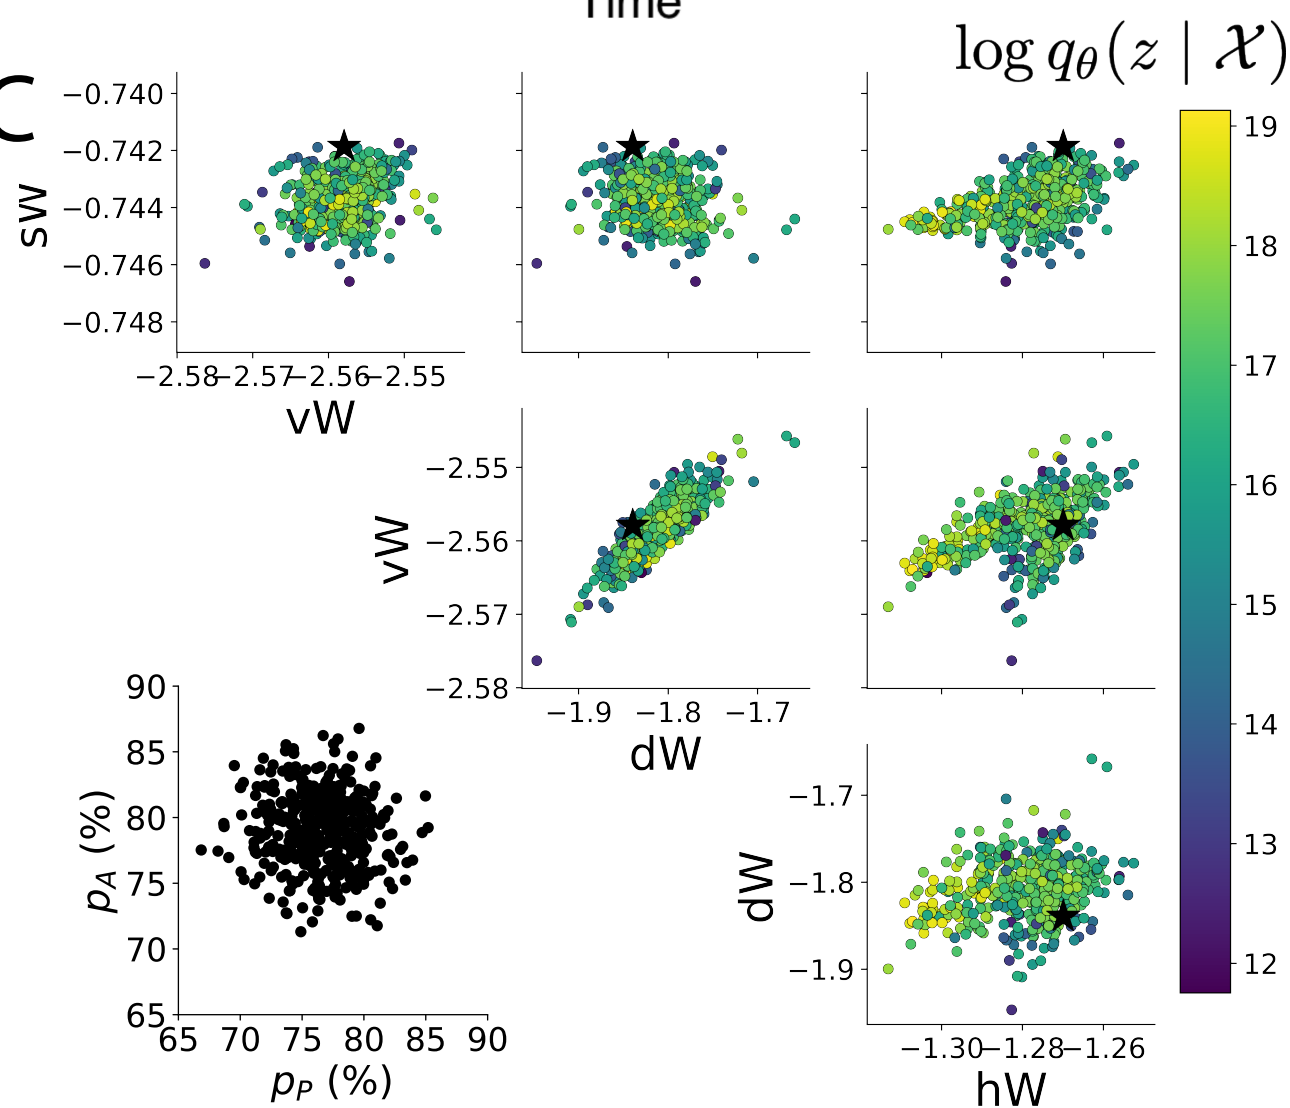 Time
C
log qθ(z | 𝒳)
−0.740
−0.742
−0.744
−0.746
−0.748
sW
−2.58 −2.57 −2.56 −2.55
vW
19
18
17
16
15
14
13
12
−2.55
−2.56
−2.57
−2.58
vW
−1.9 −1.8 −1.7
dW
90
85
80
75
70
65
p_A (%)
65 70 75 80 85 90
p_P (%)
−1.7
−1.8
−1.9
dW
−1.30 −1.28 −1.26
hW